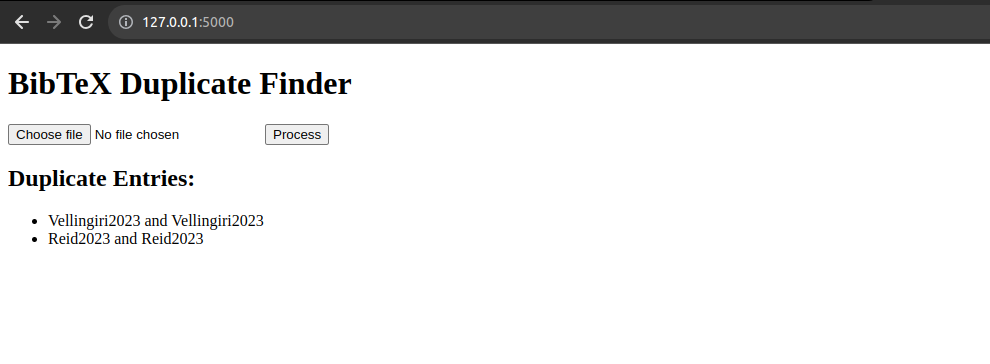 127.0.0.1:5000
BibTeX Duplicate Finder
Choose file No file chosen Process
Duplicate Entries:
Vellingiri2023 and Vellingiri2023
Reid2023 and Reid2023